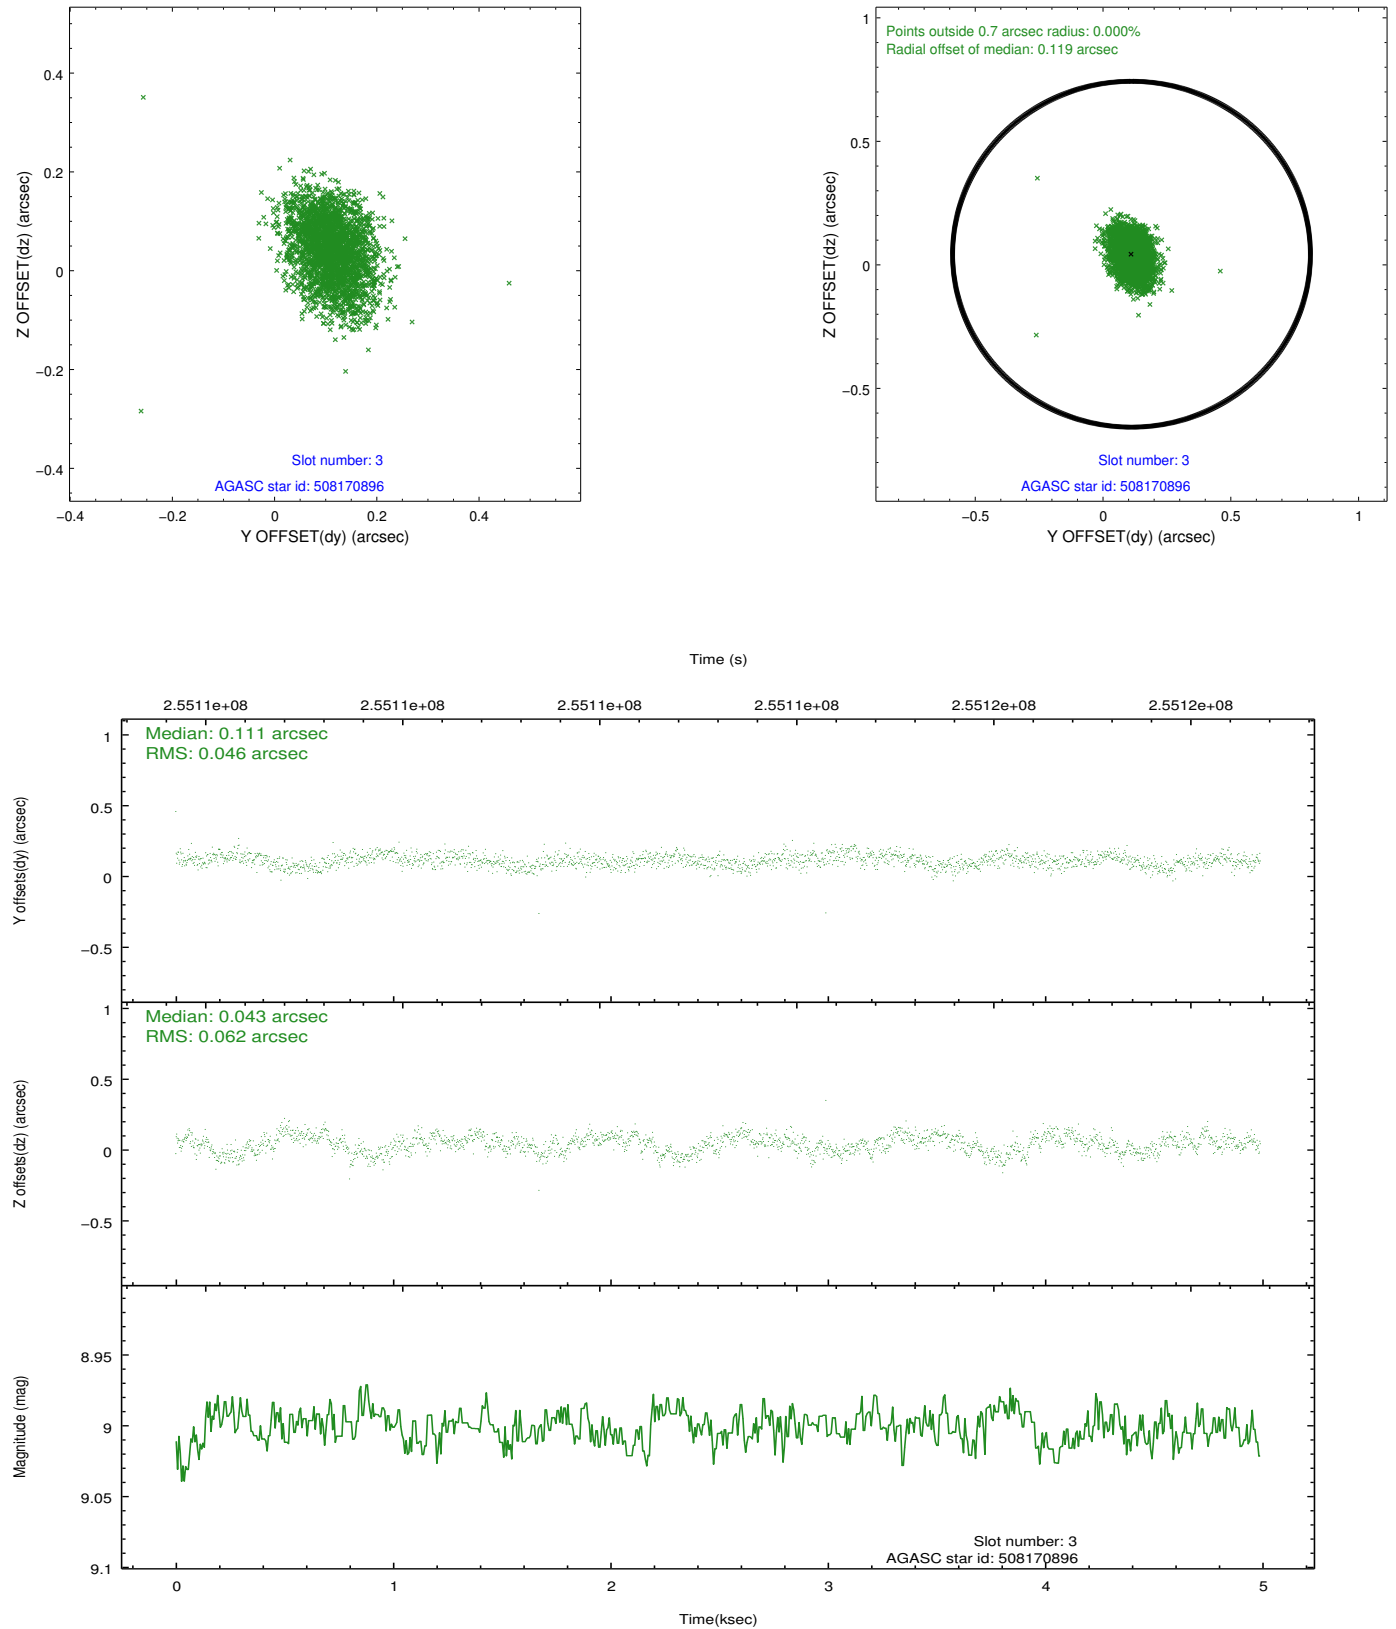 0.4
0.2
0
−0.2
−0.4
Z OFFSET(dz) (arcsec)
Slot number: 3
AGASC star id: 508170896
−0.4 −0.2 0 0.2 0.4
Y OFFSET(dy) (arcsec)
Points outside 0.7 arcsec radius: 0.000%
Radial offset of median: 0.119 arcsec
1
0.5
0
−0.5
Z OFFSET(dz) (arcsec)
Slot number: 3
AGASC star id: 508170896
−0.5 0 0.5 1
Y OFFSET(dy) (arcsec)
Time (s)
2.5511e+08 2.5511e+08 2.5511e+08 2.5511e+08 2.5512e+08 2.5512e+08
Median: 0.111 arcsec
RMS: 0.046 arcsec
1
0.5
0
−0.5
Y offsets(dy) (arcsec)
Median: 0.043 arcsec
RMS: 0.062 arcsec
1
0.5
0
−0.5
Z offsets(dz) (arcsec)
8.95
9
9.05
9.1
Magnitude (mag)
Slot number: 3
AGASC star id: 508170896
0 1 2 3 4 5
Time(ksec)